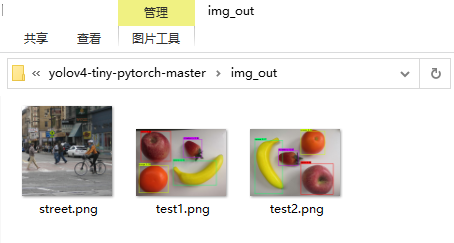 管理 img_out
共享 查看 图片工具
« yolov4-tiny-pytorch-master › img_out
street.png test1.png test2.png